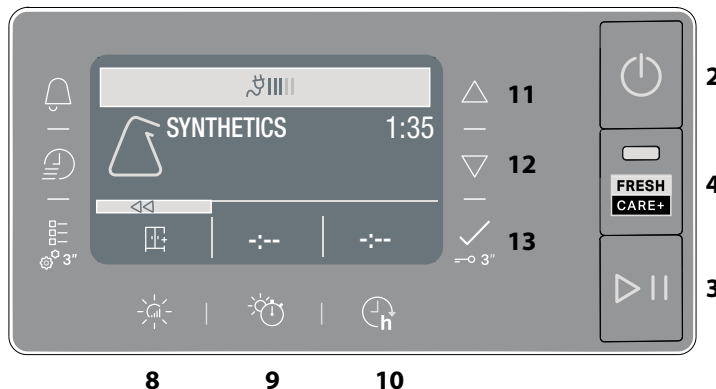 2
11
SYNTHETICS 1:35
12
FRESH
CARE+
4
3"
-:-- -:--
13
3"
3
h
8 9 10